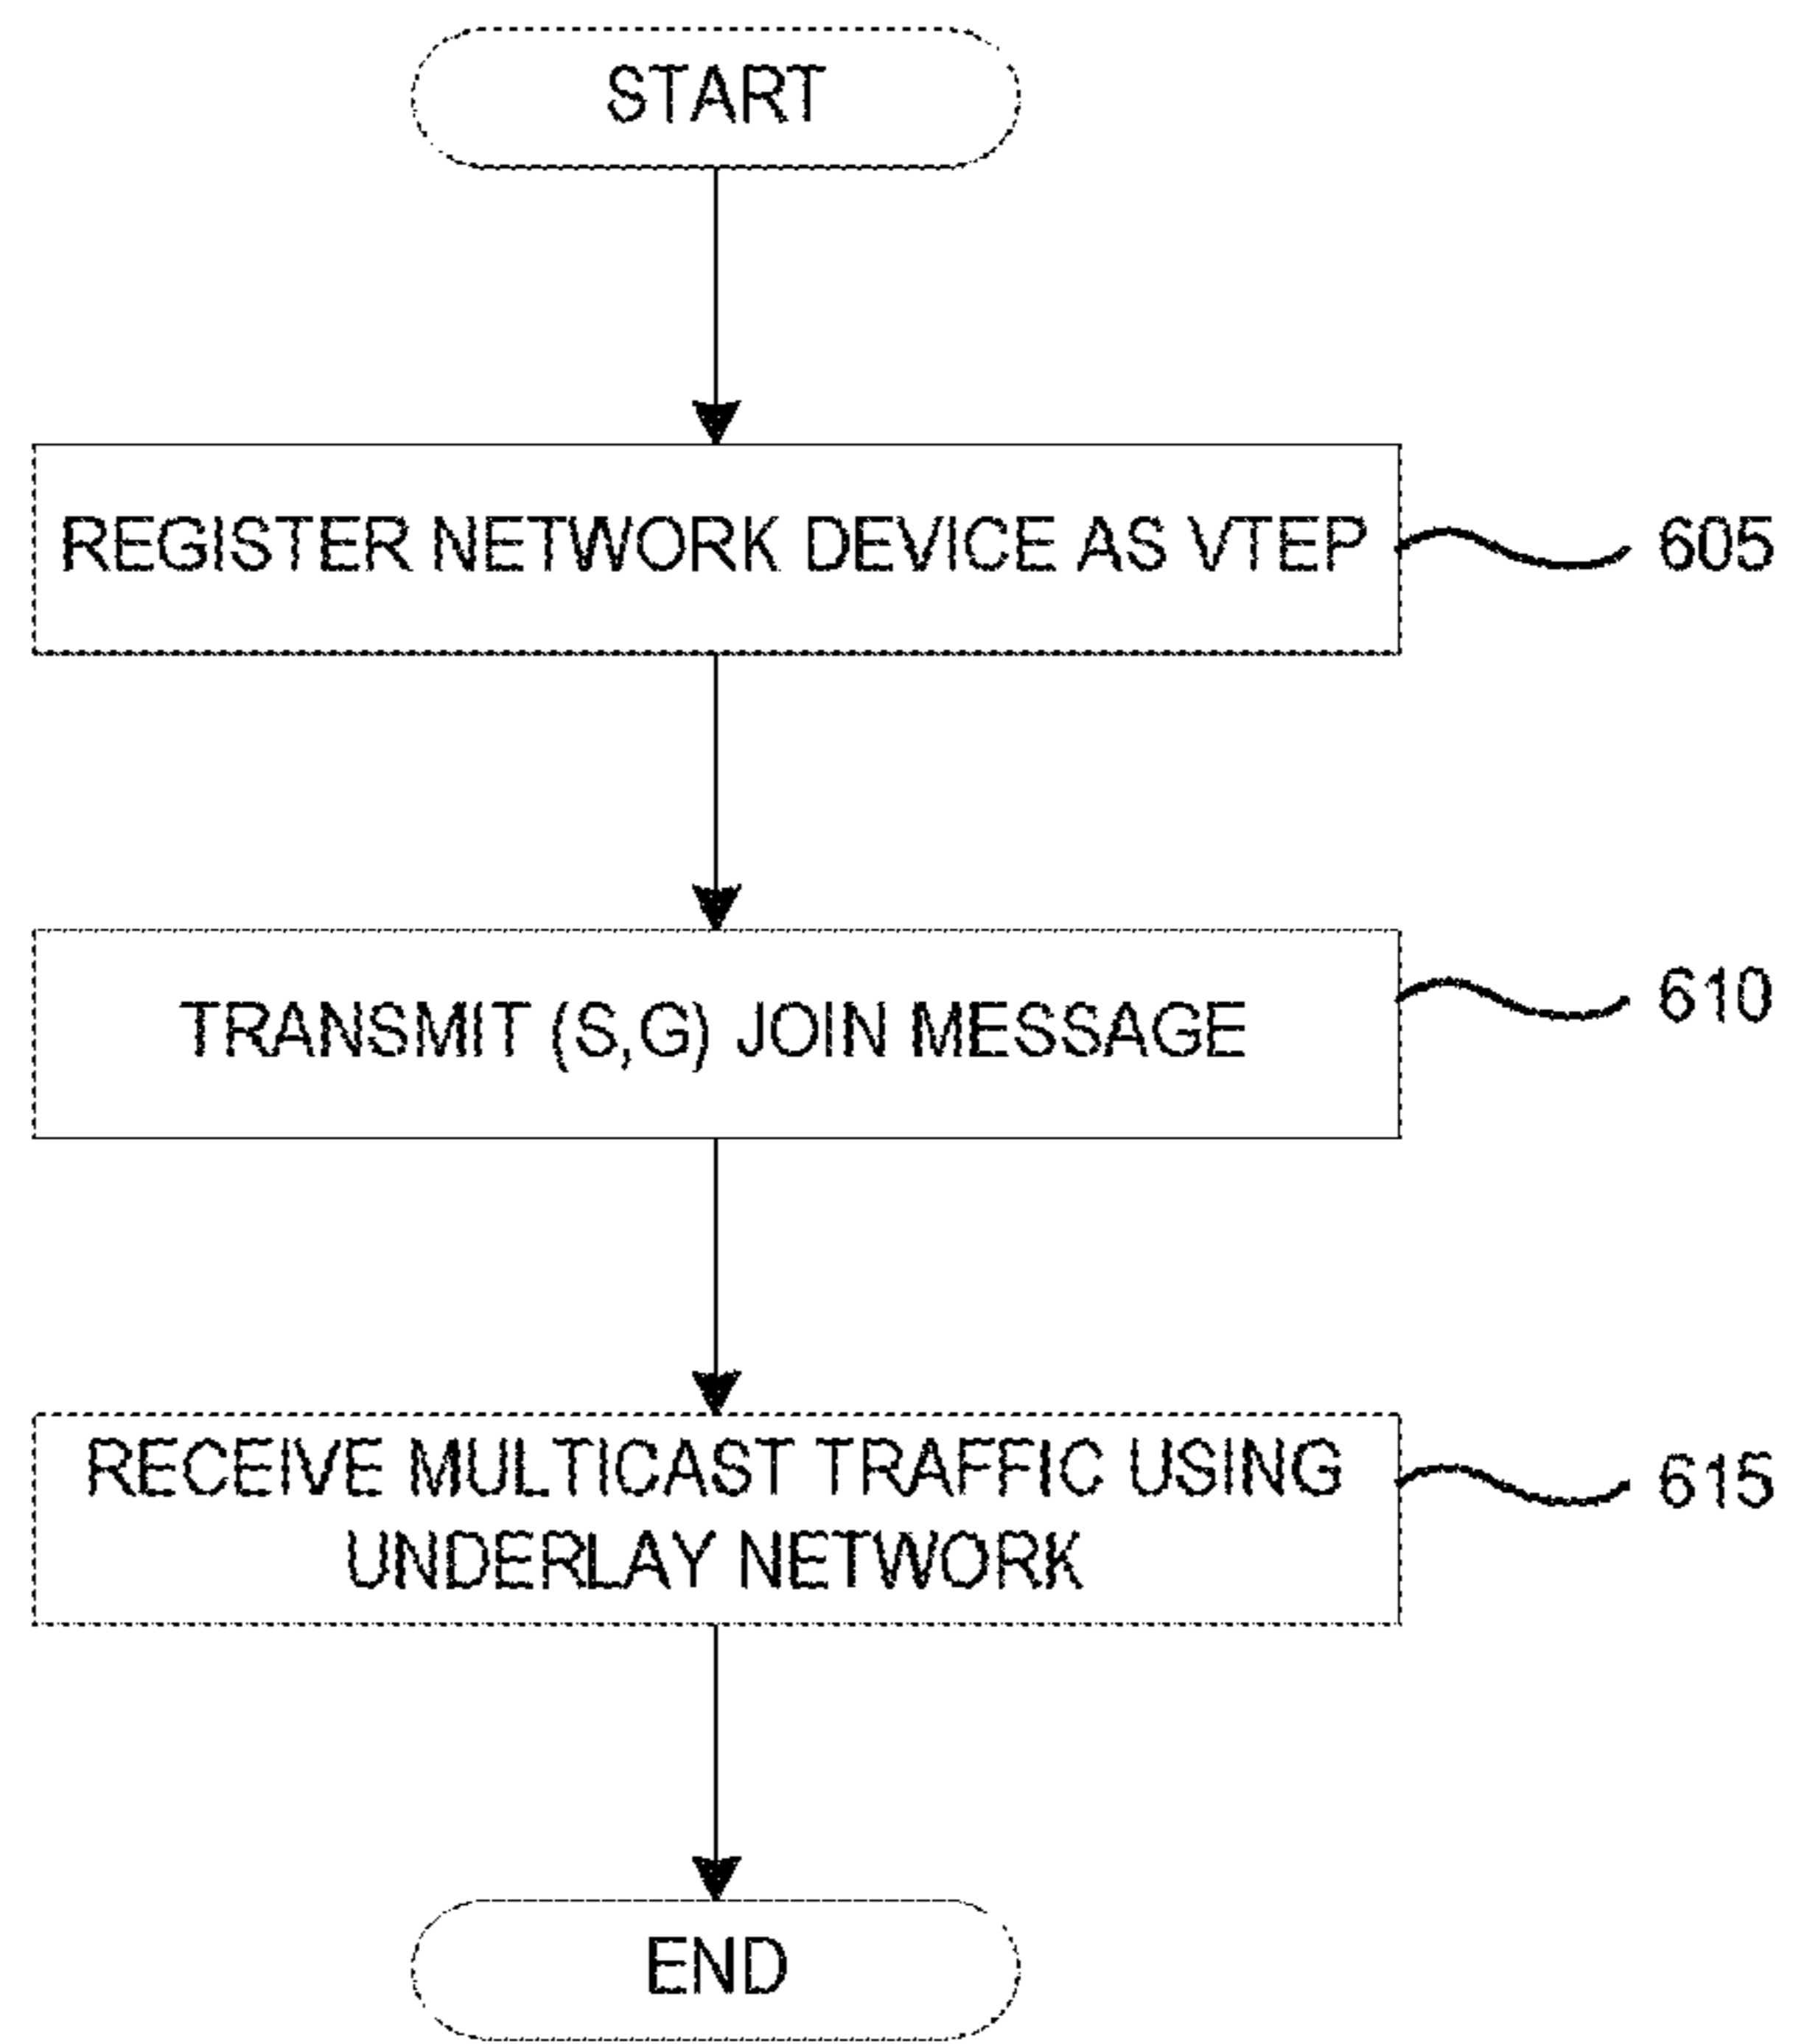 START
REGISTER NETWORK DEVICE AS VTEP
605
TRANSMIT (S,G) JOIN MESSAGE
610
RECEIVE MULTICAST TRAFFIC USING
UNDERLAY NETWORK
615
END